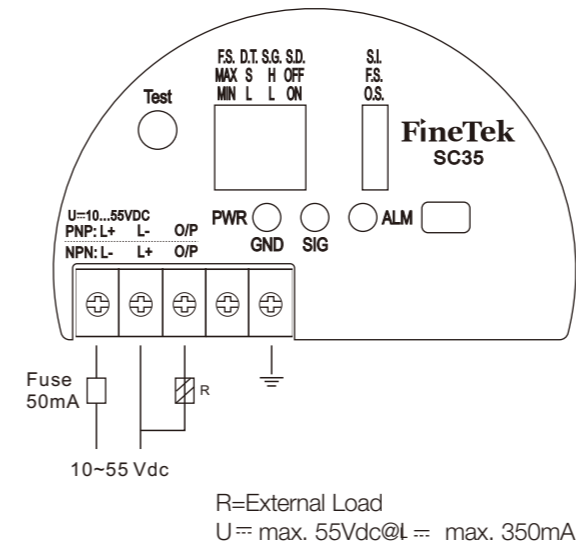 F.S. D.T. S.G. S.D.
MAX S H OFF
MIN L L ON
S.I.
F.S.
O.S.
Test
FineTek
SC35
U⎓10...55VDC
PNP: L+ L- O/P
NPN: L- L+ O/P
PWR
GND
SIG
ALM
Fuse
50mA
R
10~55 Vdc
R=External Load
U⎓ max. 55Vdc@I⎓ max. 350mA